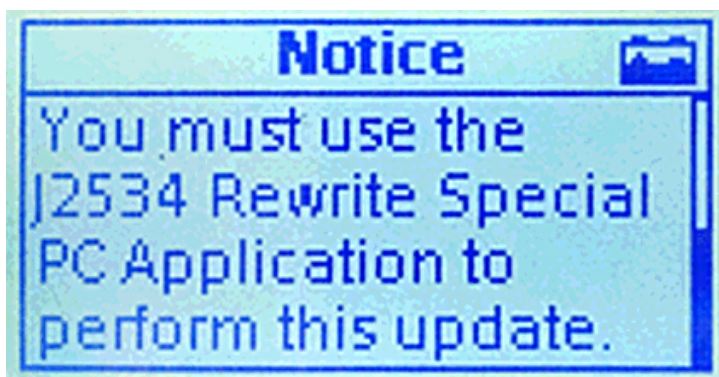 Notice
You must use the
J2534 Rewrite Special
PC Application to
perform this update.